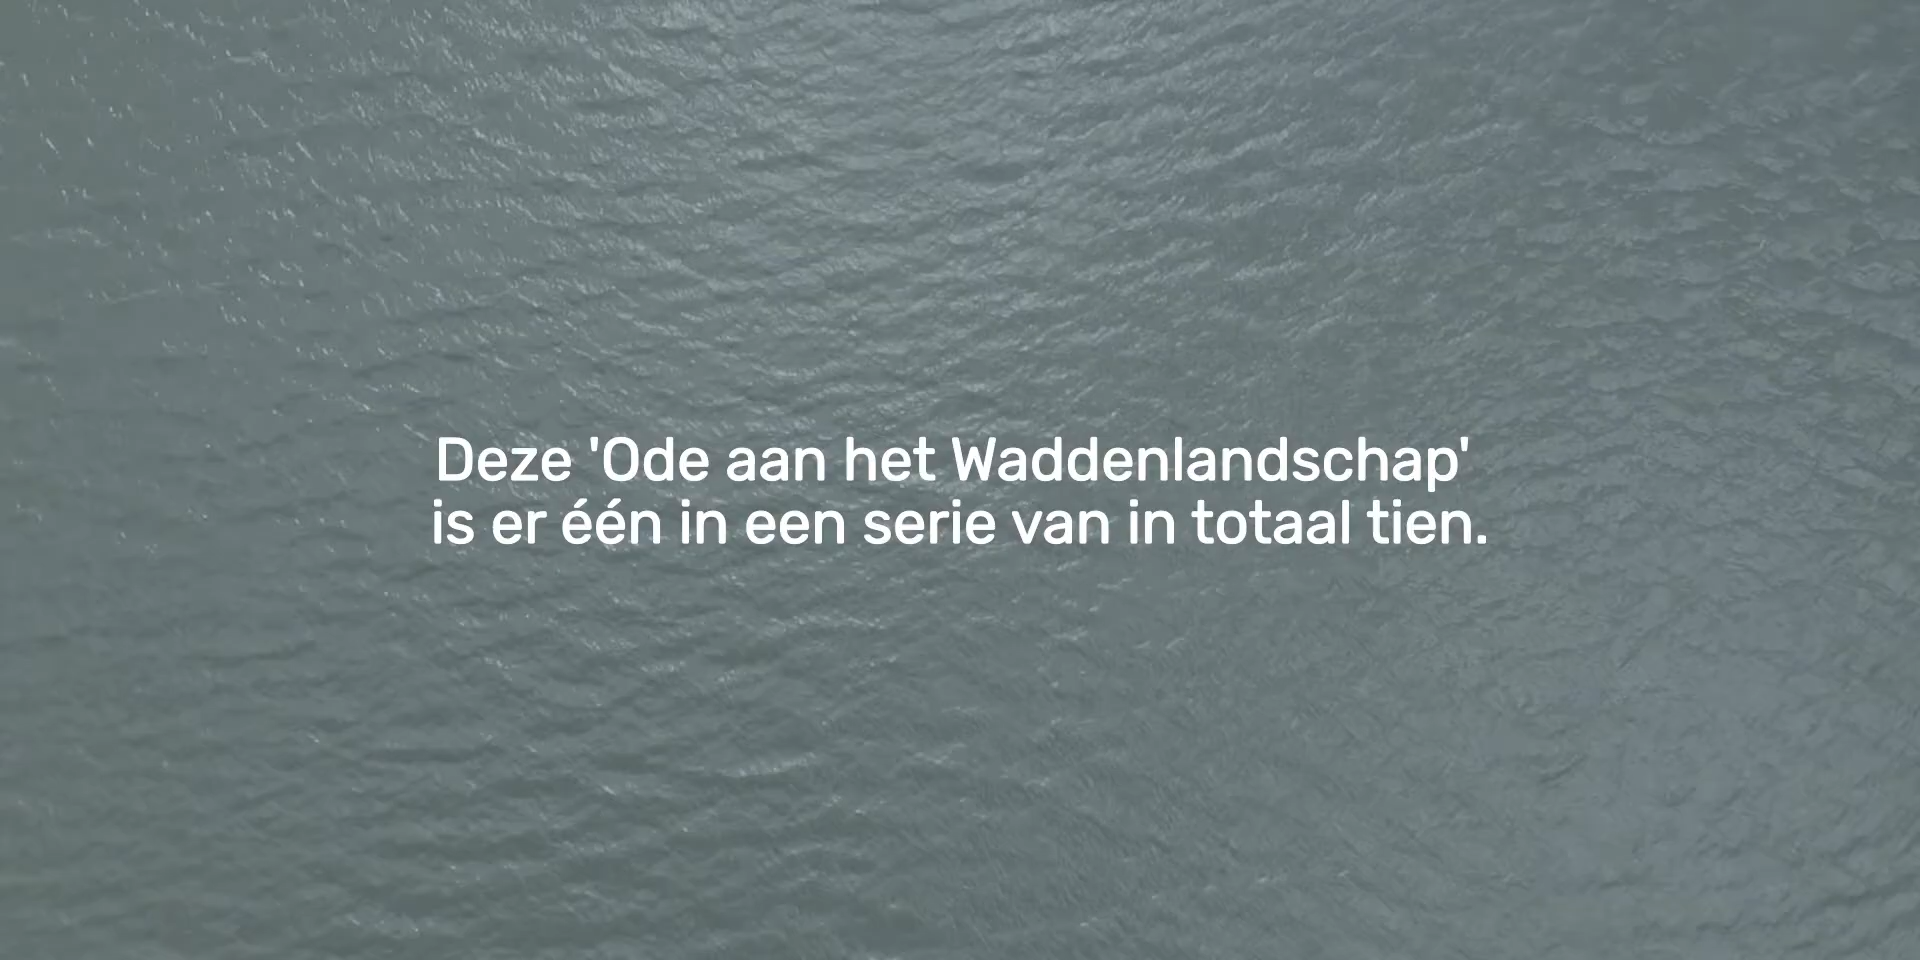 Deze 'Ode aan het Waddenlandschap'
is er één in een serie van in totaal tien.